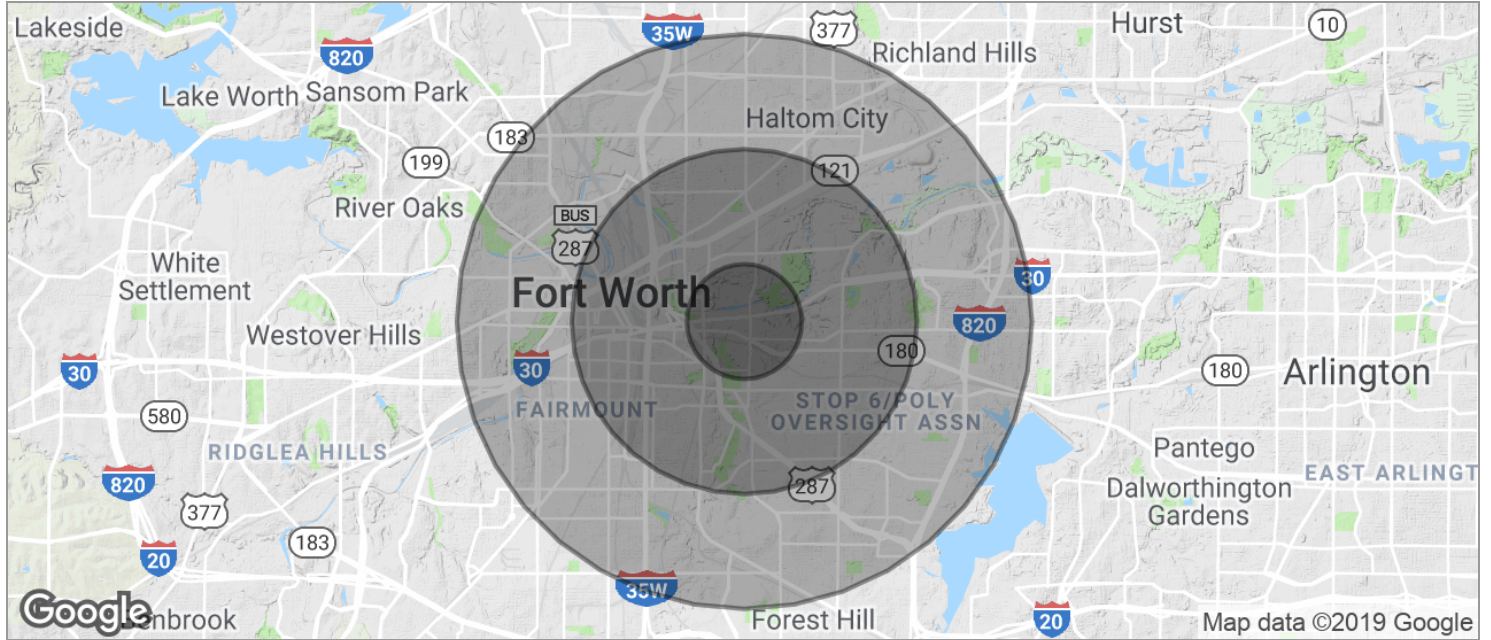 Lakeside
820
35W
377
Hurst
10
Richland Hills
Lake Worth
Sansom Park
Haltom City
183
199
121
River Oaks
BUS
287
White
Settlement
Fort Worth
30
820
Westover Hills
180
30
30
180
Arlington
580
FAIRMOUNT
STOP 6/POLY
OVERSIGHT ASSN
RIDGLEA HILLS
Pantego
EAST ARLINGT
820
287
Dalworthington
Gardens
377
183
20
35W
Google
enbrook
Forest Hill
20
Map data ©2019 Google